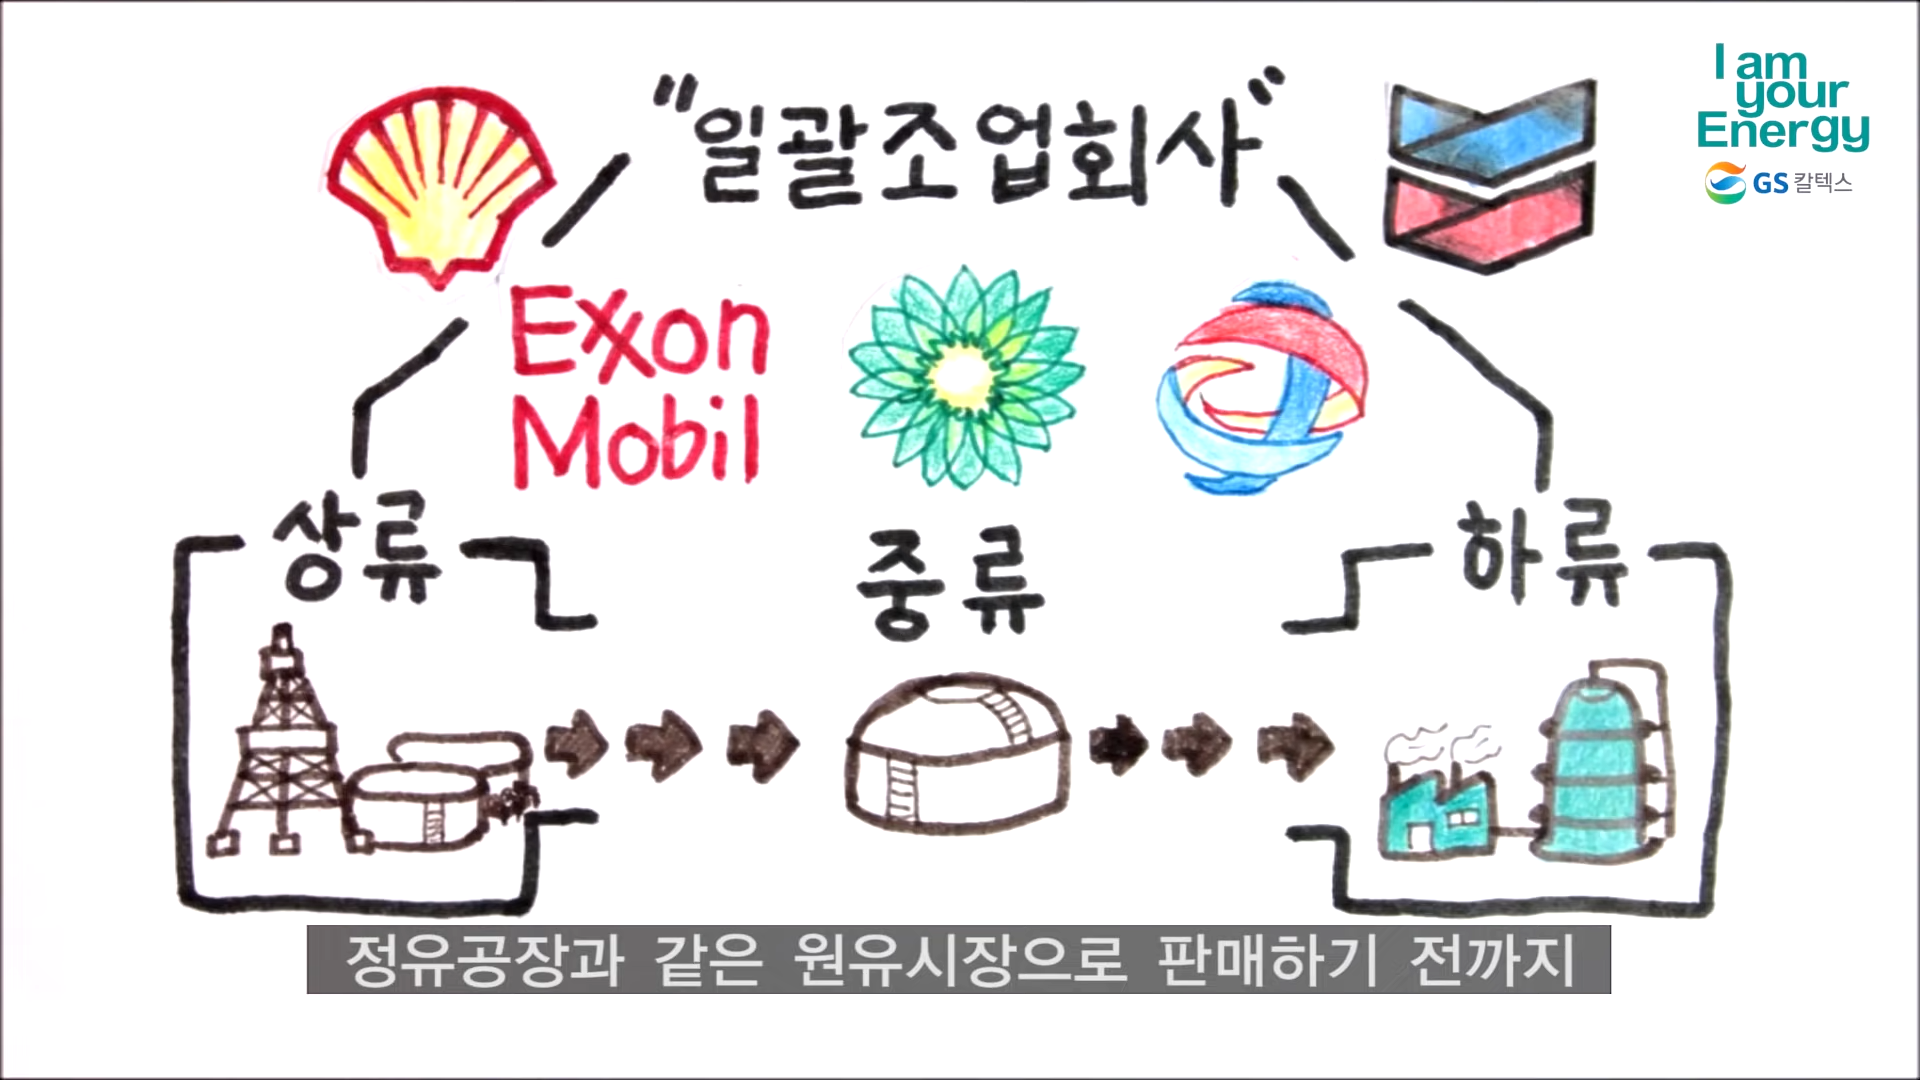 "일괄조업회사"
I am
your
Energy
GS 칼텍스
Exxon
Mobil
상류
중류
하류
정유공장과 같은 원유시장으로 판매하기 전까지